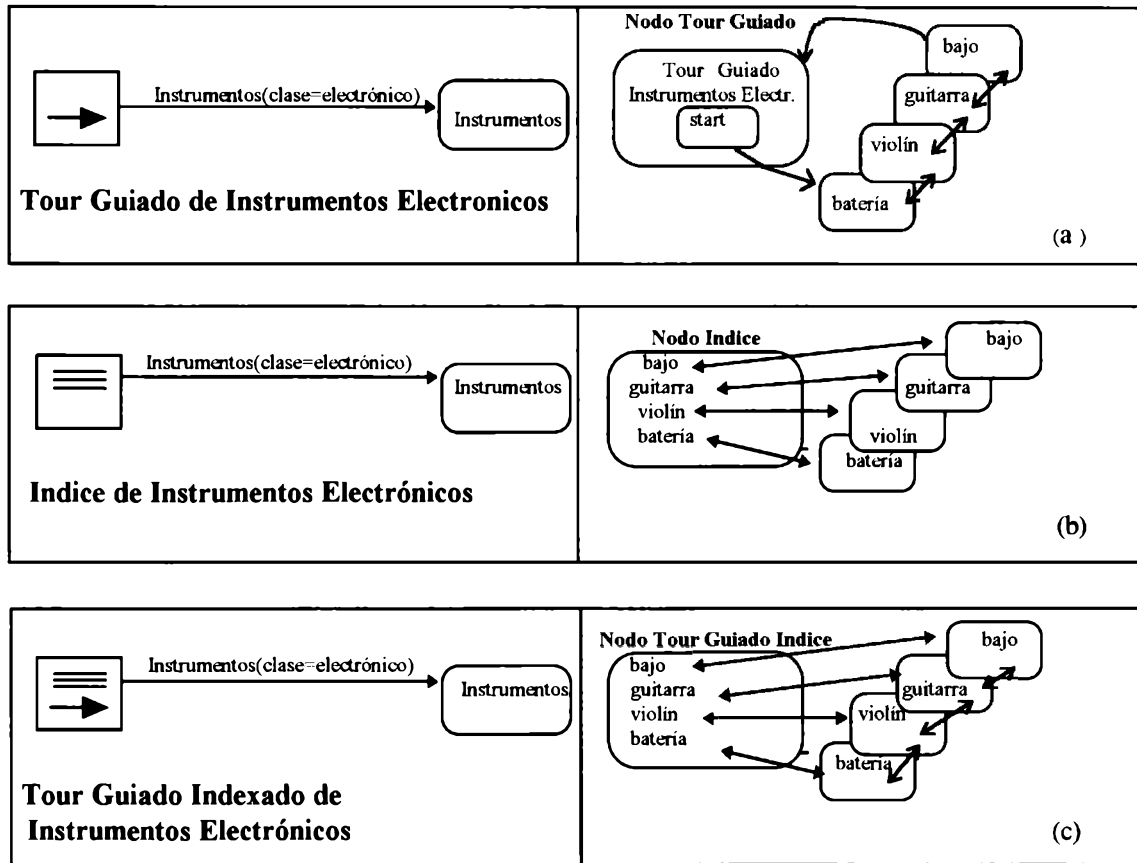 Instrumentos(clase=electrónico)
Instrumentos
Tour Guiado de Instrumentos Electronicos
Nodo Tour Guiado
Tour Guiado
Instrumentos Electr.
start
bajo
guitarra
violín
batería
(a )
Instrumentos(clase=electrónico)
Instrumentos
Indice de Instrumentos Electrónicos
Nodo Indice
bajo
guitarra
violín
batería
bajo
guitarra
violín
batería
(b)
Instrumentos(clase=electrónico)
Instrumentos
Tour Guiado Indexado de
Instrumentos Electrónicos
Nodo Tour Guiado Indice
bajo
guitarra
violín
batería
bajo
guitarra
violín
batería
(c)